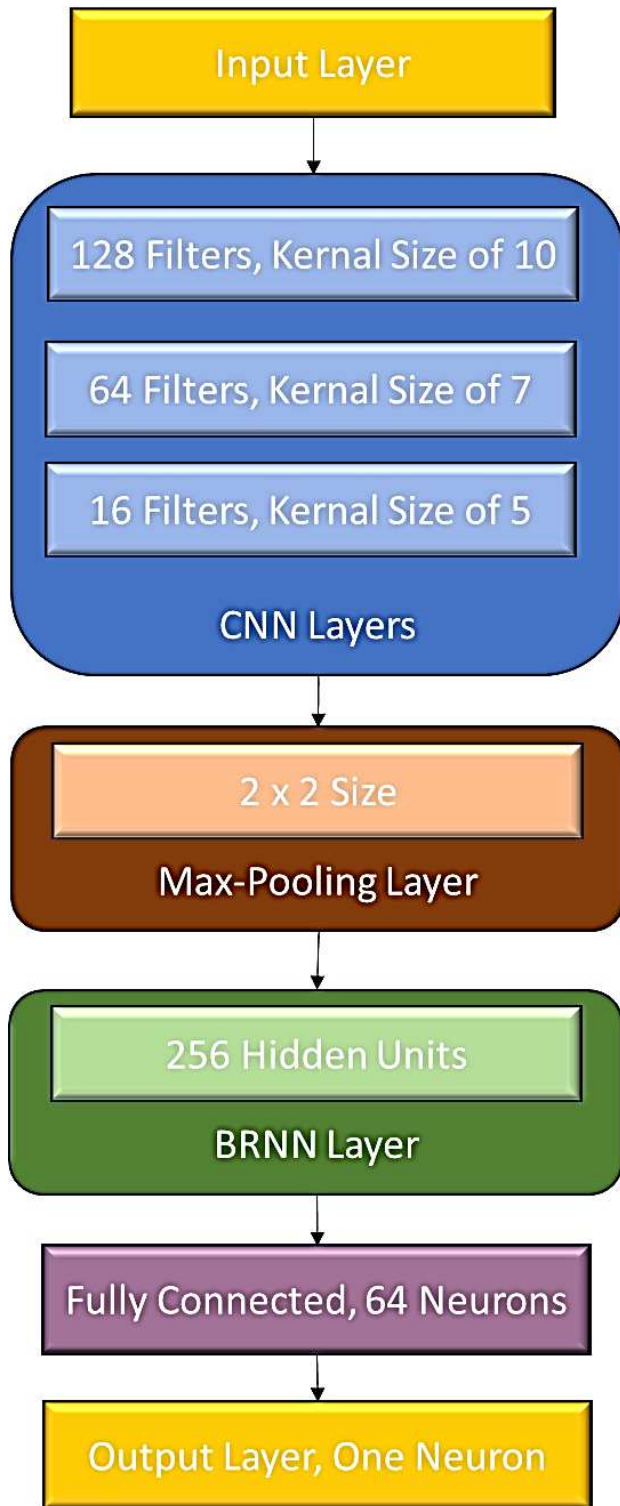 Input Layer
128 Filters, Kernal Size of 10
64 Filters, Kernal Size of 7
16 Filters, Kernal Size of 5
CNN Layers
2 x 2 Size
Max-Pooling Layer
256 Hidden Units
BRNN Layer
Fully Connected, 64 Neurons
Output Layer, One Neuron